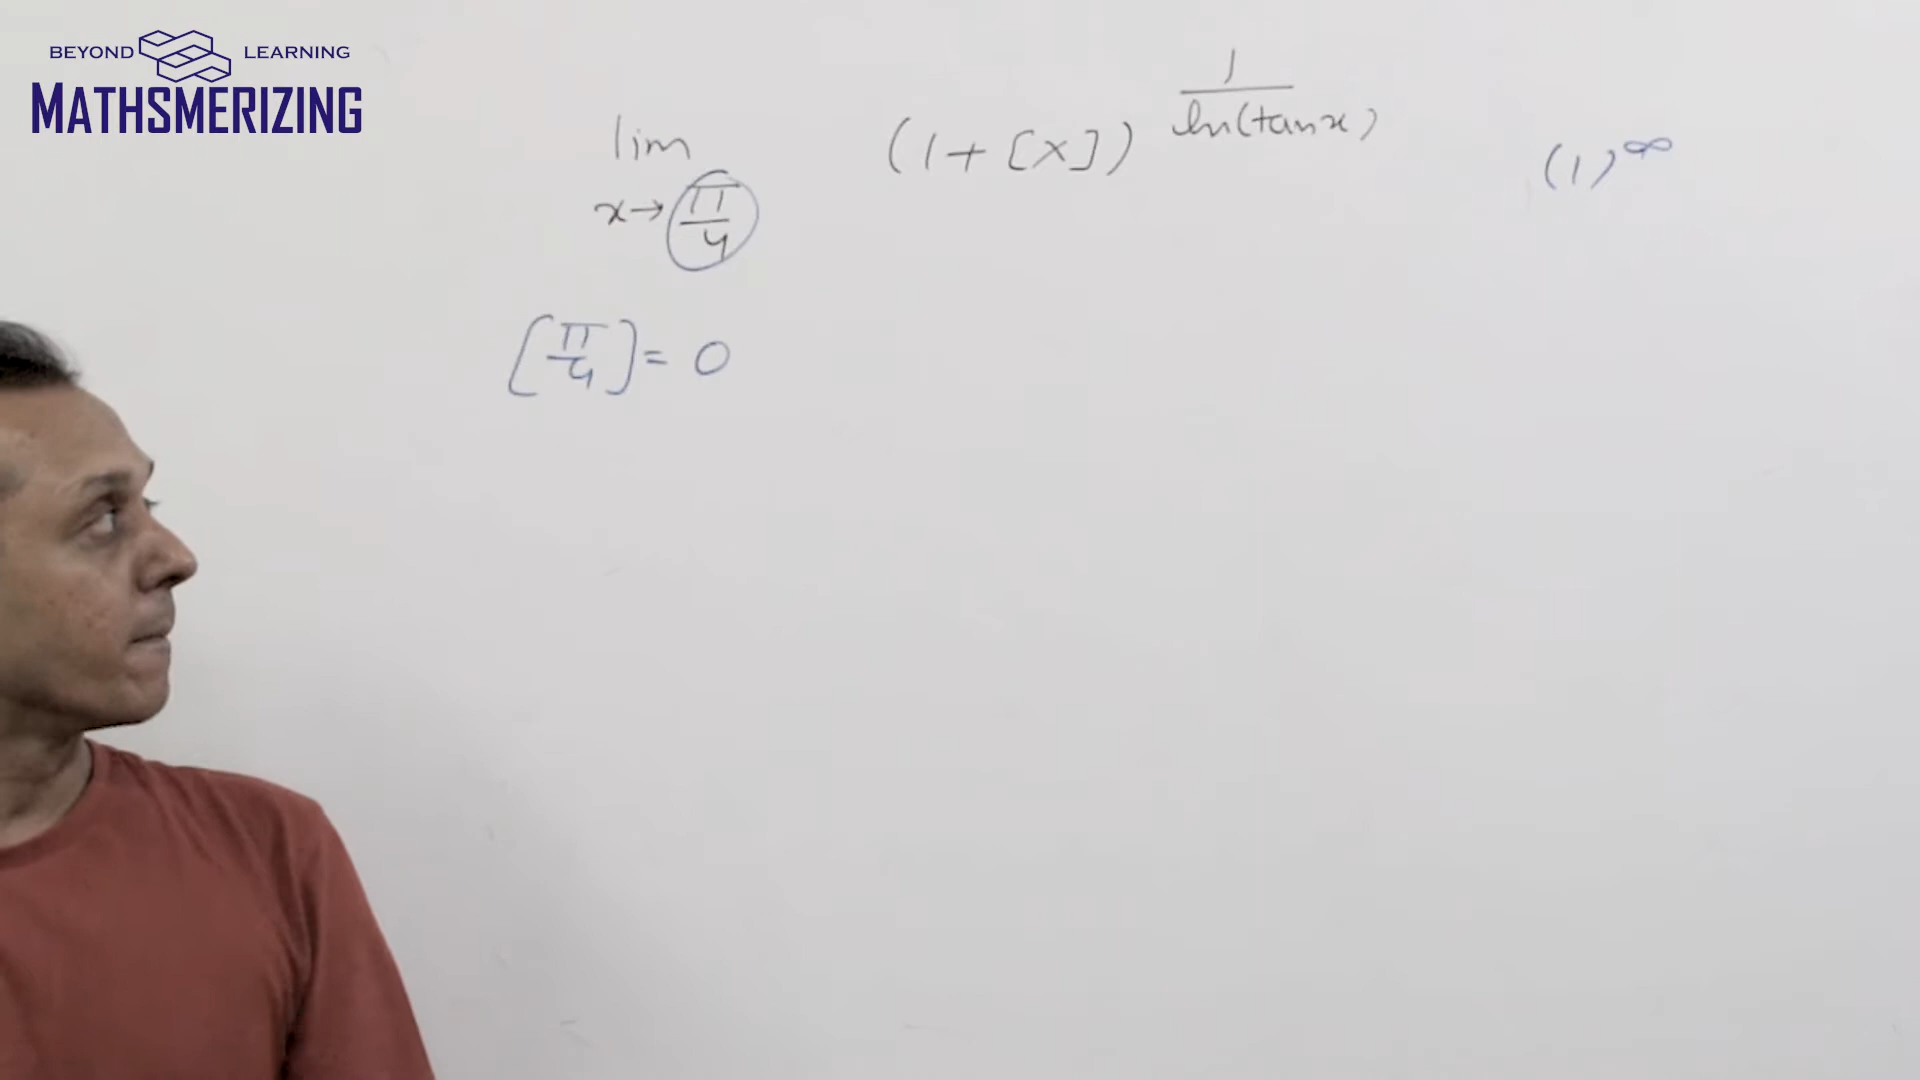 BEYOND LEARNING
MATHSMERIZING
lim x→π/4 (1+[x])^(1/ln(tanx)) (1)^∞
[π/4]=0